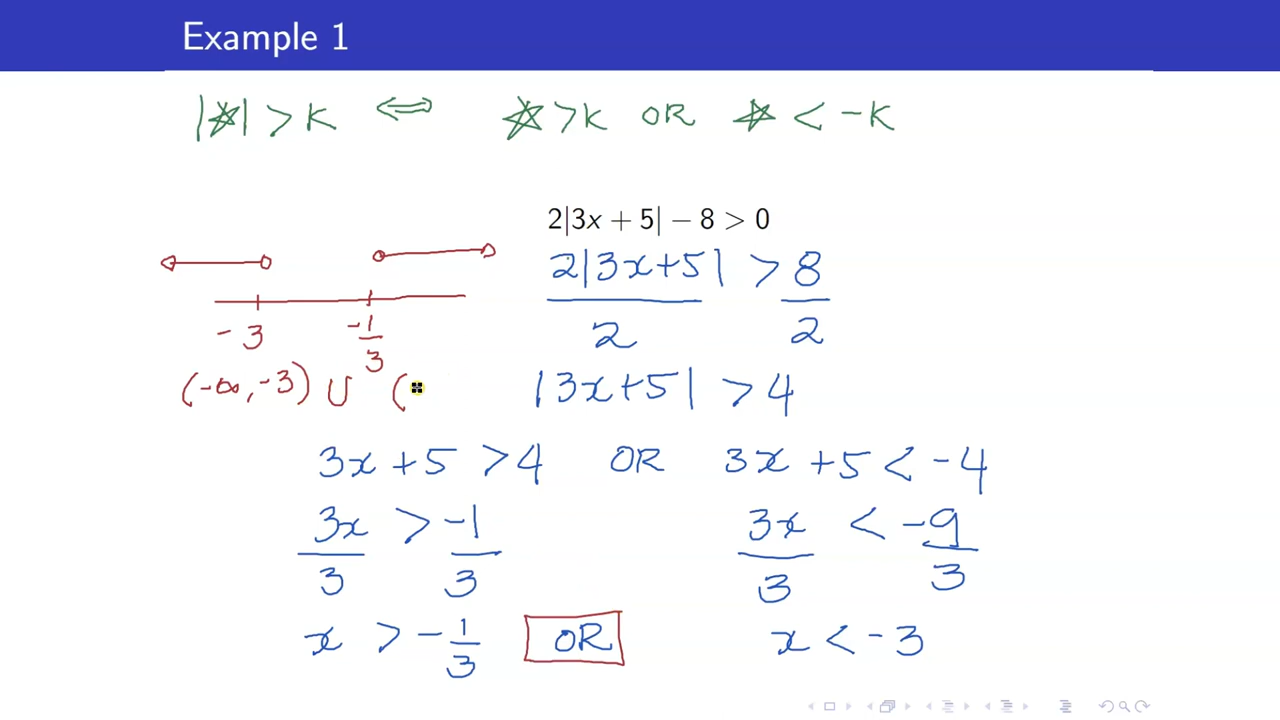 Example 1
|☆| > K ⟺ ☆ > K OR ☆ < -K
2|3x + 5| − 8 > 0
2|3x+5| > 8
2 2
-3 -1/3
(-∞, -3) U (
|3x+5| > 4
3x + 5 > 4 OR 3x + 5 < -4
3x > -1 3x < -9
3 3 3 3
x > -1/3 OR x < -3